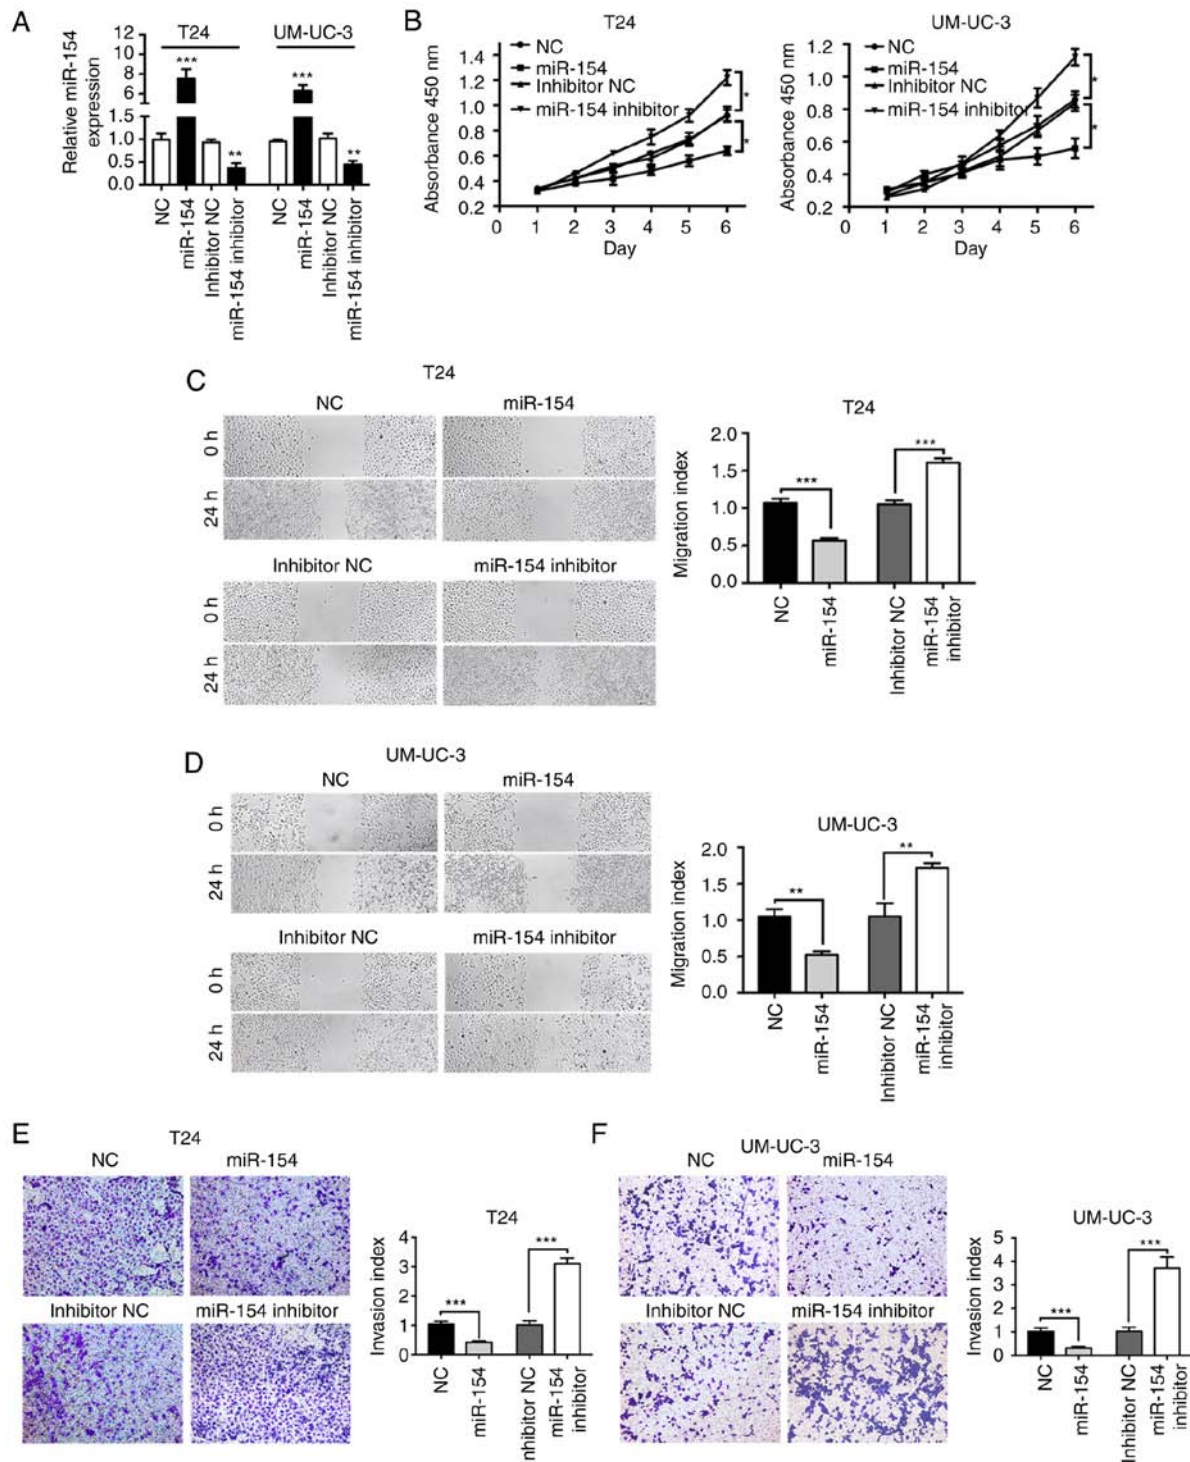 A
T24
UM-UC-3
Relative miR-154
expression
12
10
8
6
4
1.5
1.0
0.5
0.0
***
**
***
**
NC
miR-154
Inhibitor NC
miR-154 inhibitor
NC
miR-154
Inhibitor NC
miR-154 inhibitor
B
T24
NC
miR-154
Inhibitor NC
miR-154 inhibitor
Absorbance 450 nm
1.4
1.2
1.0
0.8
0.6
0.4
0.2
*
*
0 1 2 3 4 5 6
Day
UM-UC-3
NC
miR-154
Inhibitor NC
miR-154 inhibitor
Absorbance 450 nm
1.4
1.2
1.0
0.8
0.6
0.4
0.2
*
*
0 1 2 3 4 5 6
Day
C
T24
NC miR-154
0 h
24 h
Inhibitor NC miR-154 inhibitor
0 h
24 h
T24
Migration index
2.0
1.5
1.0
0.5
0.0
***
***
NC
miR-154
Inhibitor NC
miR-154
inhibitor
D
UM-UC-3
NC miR-154
0 h
24 h
Inhibitor NC miR-154 inhibitor
0 h
24 h
UM-UC-3
Migration index
2.0
1.5
1.0
0.5
0.0
**
**
NC
miR-154
Inhibitor NC
miR-154
inhibitor
E
T24
NC miR-154
Inhibitor NC miR-154 inhibitor
T24
Invasion index
4
3
2
1
0
***
***
NC
miR-154
nhibitor NC
miR-154
inhibitor
F
UM-UC-3
NC miR-154
Inhibitor NC miR-154 inhibitor
UM-UC-3
Invasion index
5
4
3
2
1
0
***
***
NC
miR-154
Inhibitor NC
miR-154
inhibitor